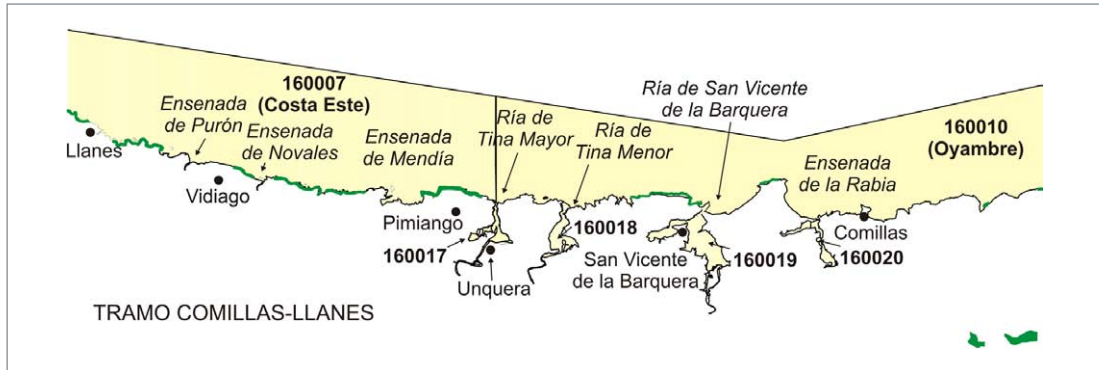 160007
(Costa Este)
Ensenada
de Purón
Ensenada
de Novales
Ensenada
de Mendía
Ría de
Tina Mayor
Ría de
Tina Menor
Ría de San Vicente
de la Barquera
160010
(Oyambre)
Ensenada
de la Rabia
Llanes
Vidiago
Pimiango
160017
Unquera
160018
San Vicente
de la Barquera
160019
Comillas
160020
TRAMO COMILLAS-LLANES